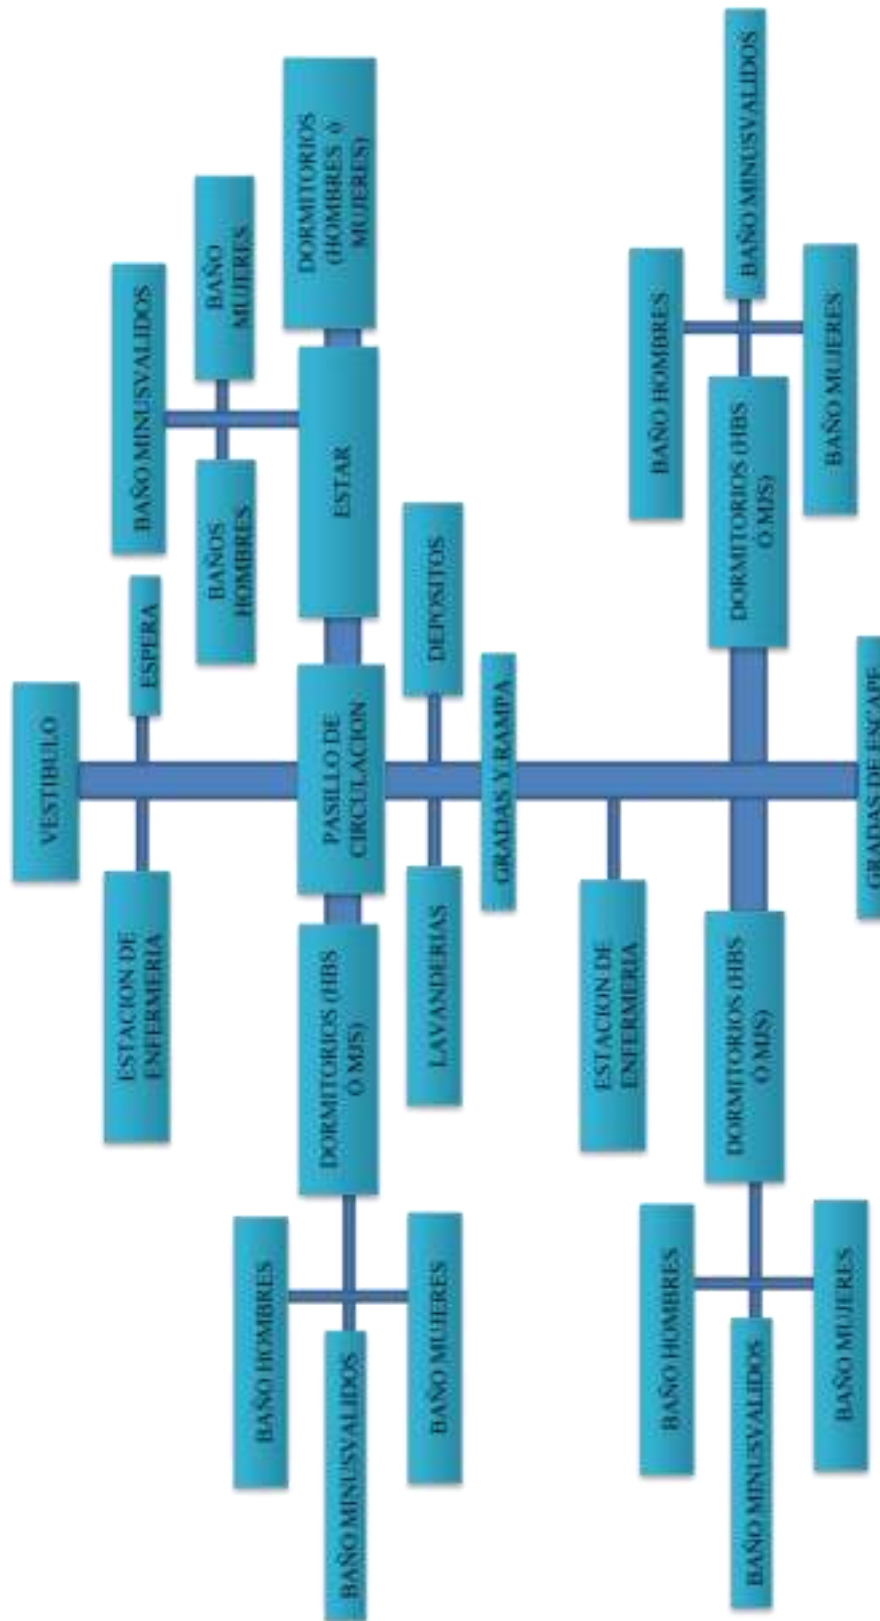 VESTIBULO
ESTACION DE
ENFERMERIA
ESPERA
BAÑO MINUSVALIDOS
BAÑOS
HOMBRES
BAÑO
MUJERES
BAÑO HOMBRES
BAÑO MINUSVALIDOS
DORMITORIOS (HBS
Ó MJS)
PASILLO DE
CIRCULACION
ESTAR
DORMITORIOS
(HOMBRES ó
MUJERES)
BAÑO MUJERES
LAVANDERIAS
DEPOSITOS
GRADAS Y RAMPA
ESTACION DE
ENFERMERIA
BAÑO HOMBRES
BAÑO HOMBRES
BAÑO MINUSVALIDOS
DORMITORIOS (HBS
Ó MJS)
DORMITORIOS (HBS
Ó MJS)
BAÑO MINUSVALIDOS
BAÑO MUJERES
BAÑO MUJERES
GRADAS DE ESCAPE